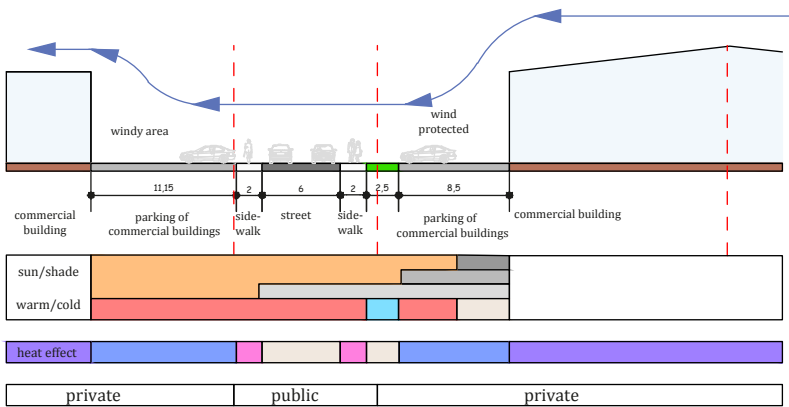 windy area
wind
protected
11,15
2
6
2
2,5
8,5
commercial
building
parking of
commercial buildings
side-
walk
street
side-
walk
parking of
commercial buildings
commercial building
sun/shade
warm/cold
heat effect
private
public
private